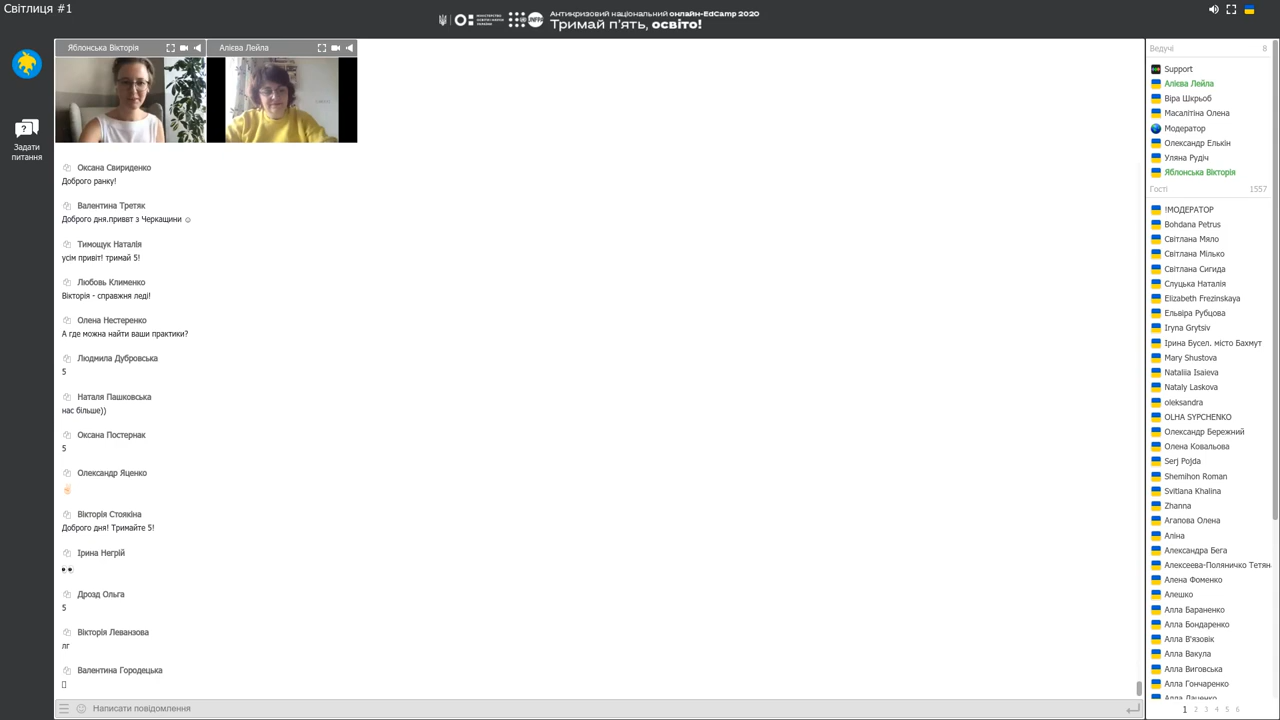 Світлиця #1
МІНІСТЕРСТВО ОСВІТИ І НАУКИ УКРАЇНИ
Антикризовий національний онлайн-EdCamp 2020
Тримай п'ять, освіто!
Задати
питання
Яблонська Вікторія
Алієва Лейла
Оксана Свириденко
Доброго ранку!
Валентина Третяк
Доброго дня.приввт з Черкащини ☺
Тимощук Наталія
усім привіт! тримай 5!
Любовь Клименко
Вікторія - справжня леді!
Олена Нестеренко
А где можна найти ваши практики?
Людмила Дубровська
5
Наталя Пашковська
нас більше))
Оксана Постернак
5
Олександр Яценко
Вікторія Стоякіна
Доброго дня! Тримайте 5!
Ірина Негрій
👀
Дрозд Ольга
5
Вікторія Леванзова
лг
Валентина Городецька
Написати повідомлення
Ведучі 8
Support
Алієва Лейла
Віра Шкрьоб
Масалітіна Олена
Модератор
Олександр Елькін
Уляна Рудіч
Яблонська Вікторія
Гості 1557
!МОДЕРАТОР
Bohdana Petrus
Світлана Мяло
Світлана Мілько
Світлана Сигида
Слуцька Наталія
Elizabeth Frezinskaya
Ельвіра Рубцова
Iryna Grytsiv
Ірина Бусел. місто Бахмут
Mary Shustova
Nataliia Isaieva
Nataly Laskova
oleksandra
OLHA SYPCHENKO
Олександр Бережний
Олена Ковальова
Serj Pojda
Shemihon Roman
Svitlana Khalina
Zhanna
Агапова Олена
Аліна
Александра Бега
Алексеева-Поляничко Тетян
Алена Фоменко
Алешко
Алла Бараненко
Алла Бондаренко
Алла В'язовік
Алла Вакула
Алла Виговська
Алла Гончаренко
Алла Даценко
1 2 3 4 5 6